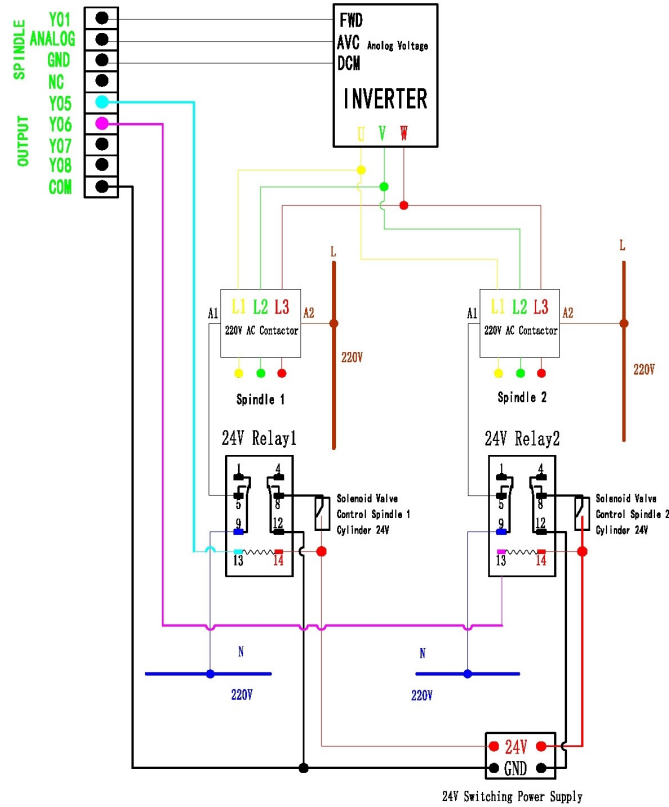 SPINDLE
OUTPUT
Y01
ANALOG
GND
NC
Y05
Y06
Y07
Y08
COM
FWD
AVC Anolog Voltage
DCM
INVERTER
U V W
L
L
A1 L1 L2 L3 A2
220V AC Contactor
220V
A1 L1 L2 L3 A2
220V AC Contactor
220V
Spindle 1
Spindle 2
24V Relay1
1 4
5 8
9 12
13 14
Solenoid Valve
Control Spindle 1
Cylinder 24V
24V Relay2
1 4
5 8
9 12
13 14
Solenoid Valve
Control Spindle 2
Cylinder 24V
N
220V
N
220V
24V
GND
24V Switching Power Supply